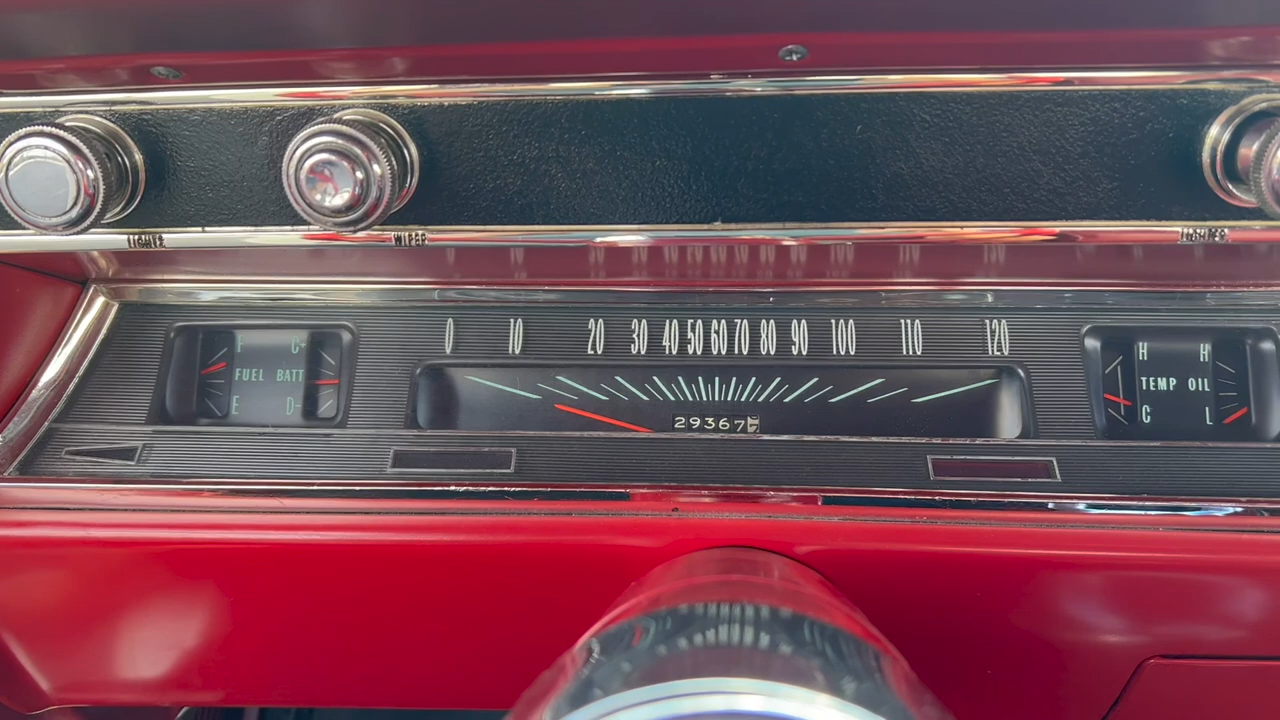 LIGHTS
WIPER
LIGHTER
0 10 20 30 40 50 60 70 80 90 100 110 120
F C+
FUEL BATT
E D-
29367
H H
TEMP OIL
C L